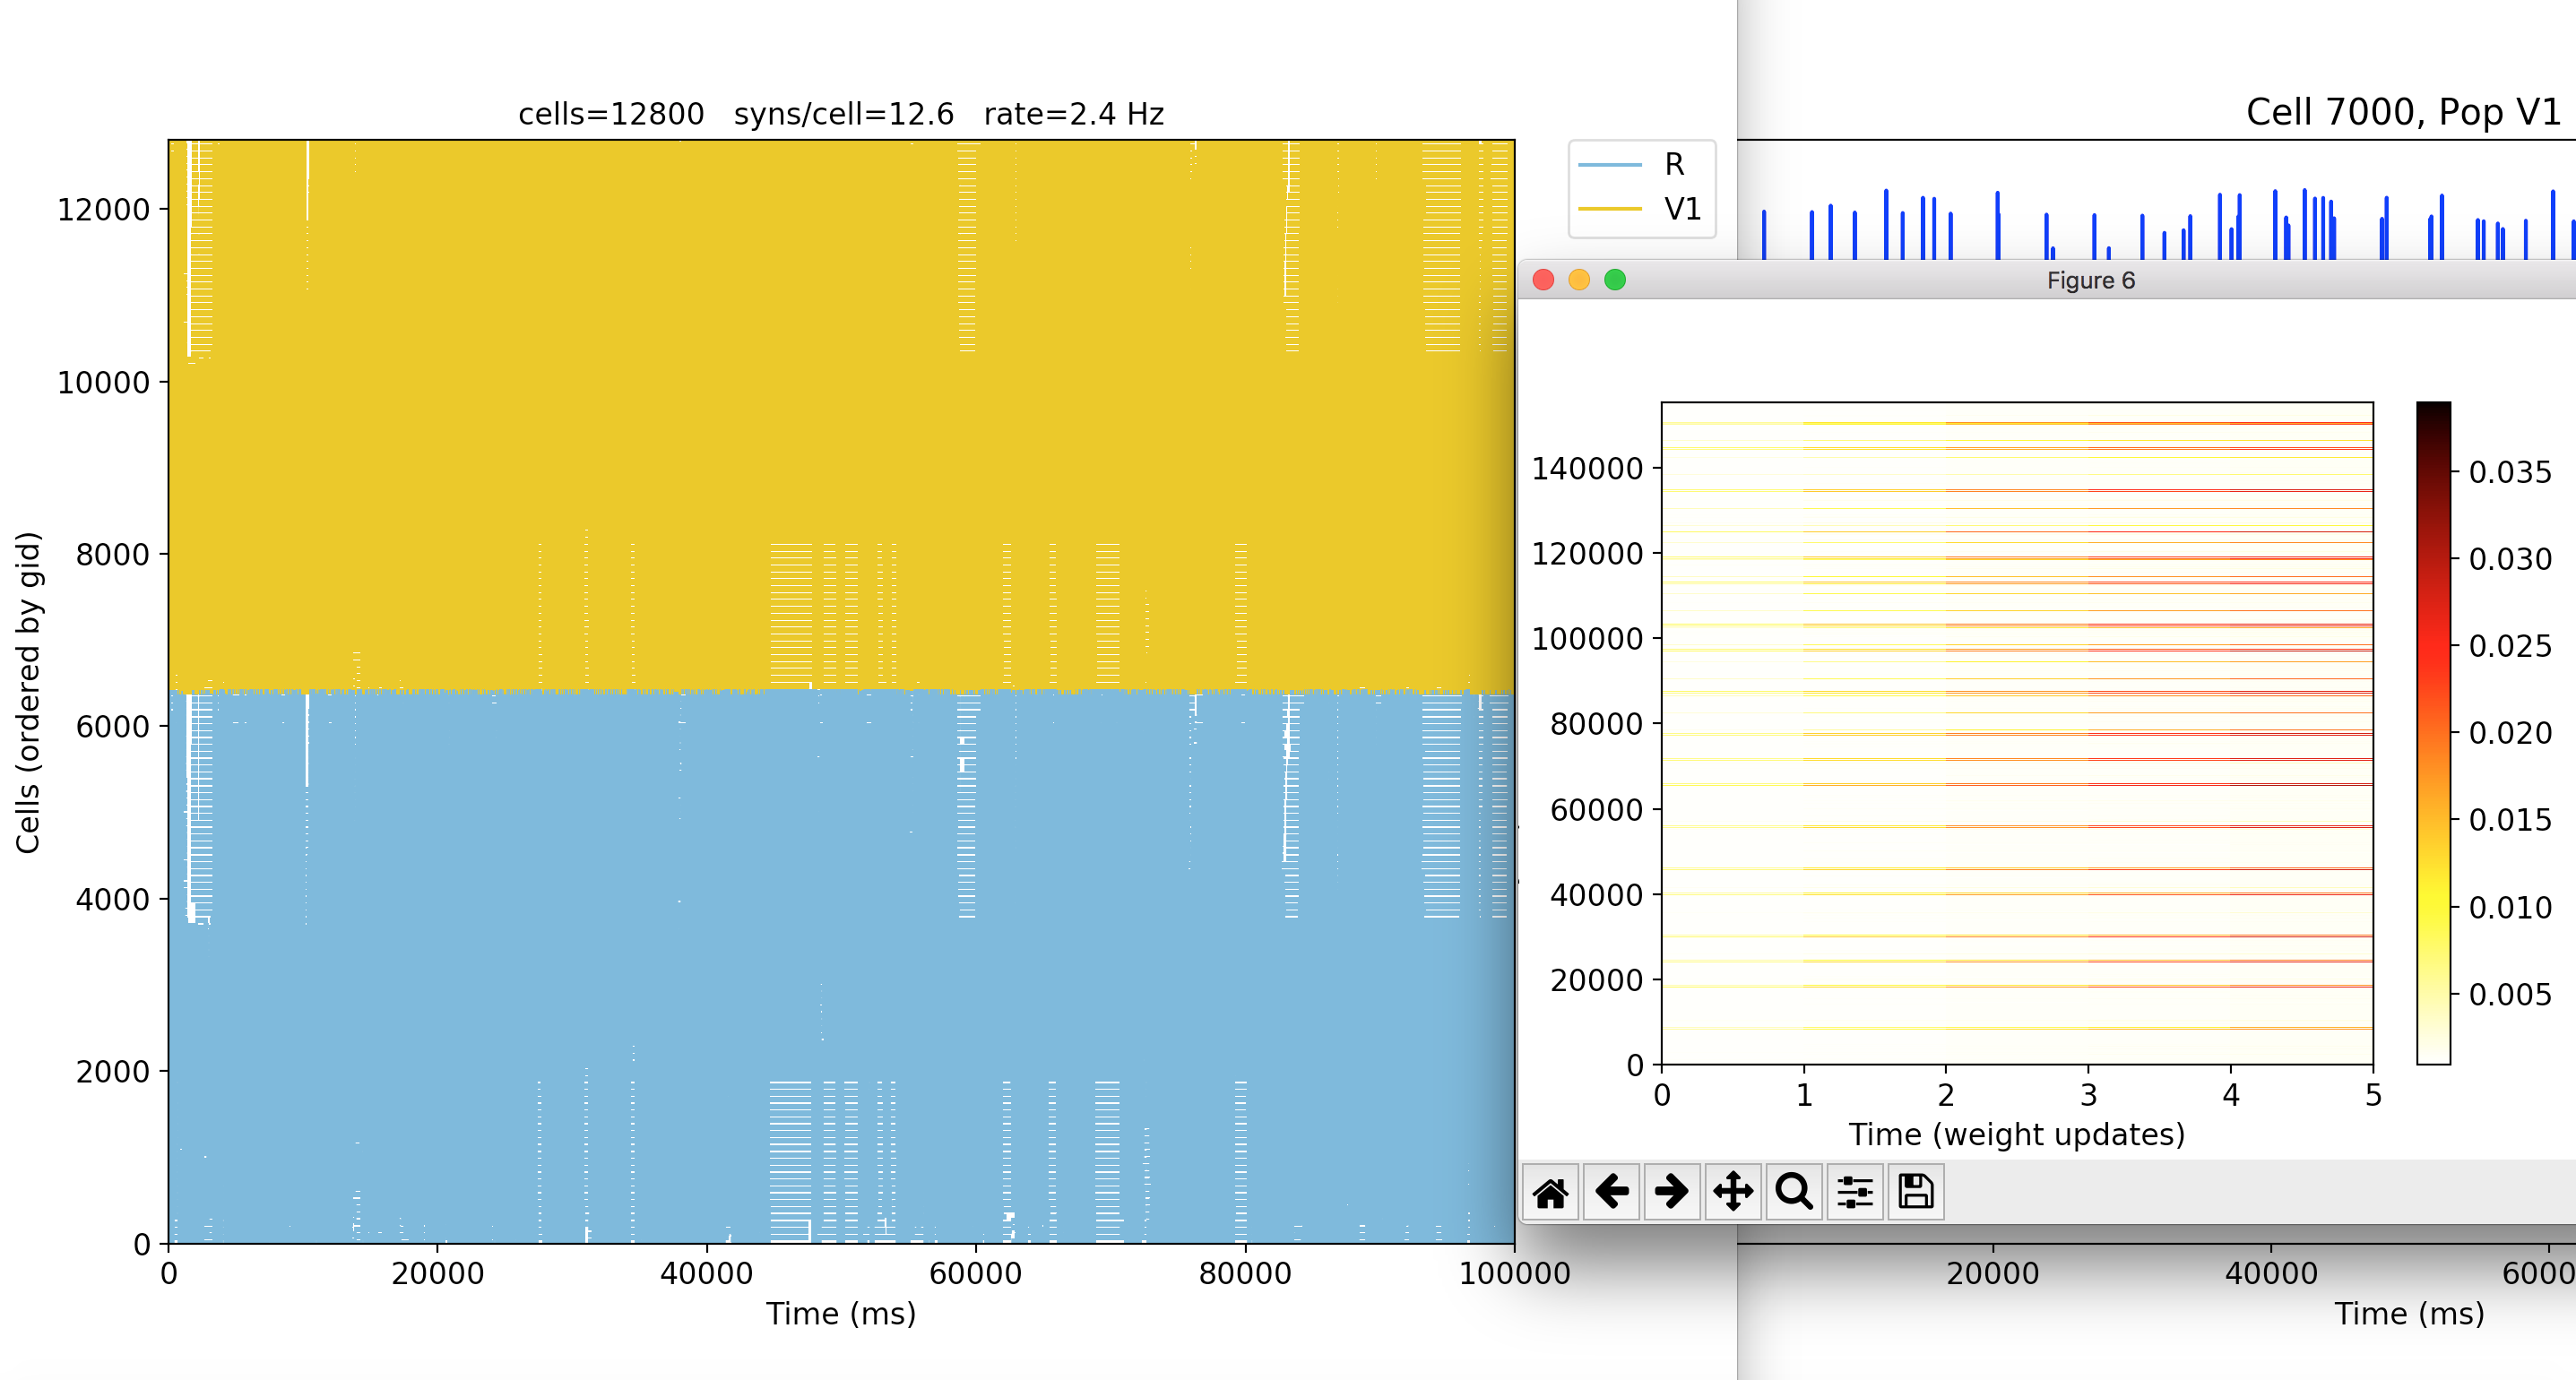 cells=12800 syns/cell=12.6 rate=2.4 Hz
R
V1
12000
10000
8000
6000
4000
2000
0
Cells (ordered by gid)
0 20000 40000 60000 80000 100000
Time (ms)
Cell 7000, Pop V1
Figure 6
140000
120000
100000
80000
60000
40000
20000
0
0 1 2 3 4 5
Time (weight updates)
0.035
0.030
0.025
0.020
0.015
0.010
0.005
20000 40000 6000
Time (ms)